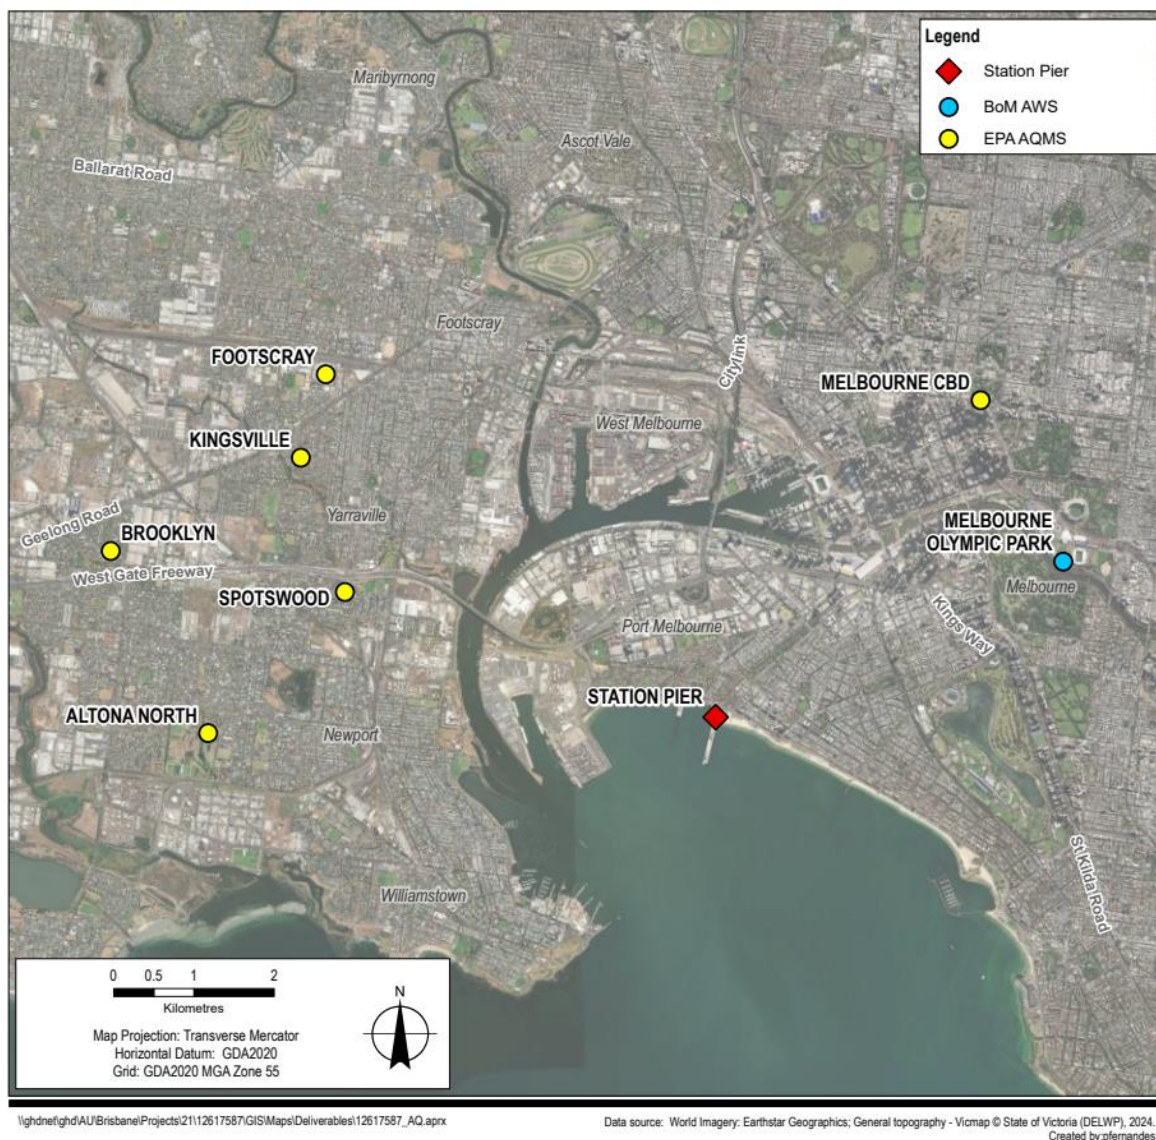 Legend
Station Pier
BoM AWS
EPA AQMS
Maribyrnong
Ascot Vale
Ballarat Road
Footscray
Citylink
FOOTSCRAY
MELBOURNE CBD
West Melbourne
KINGSVILLE
Geelong Road
Yarraville
BROOKLYN
MELBOURNE
OLYMPIC PARK
West Gate Freeway
Melbourne
SPOTSWOOD
Kings Way
Port Melbourne
STATION PIER
ALTONA NORTH
Newport
St Kilda Road
Williamstown
0 0.5 1 2
Kilometres
N
Map Projection: Transverse Mercator
Horizontal Datum: GDA2020
Grid: GDA2020 MGA Zone 55
\\ghdnet\ghd\AU\Brisbane\Projects\21\12617587\GIS\Maps\Deliverables\12617587_AQ.aprx
Data source: World Imagery: Earthstar Geographics; General topography - Vicmap © State of Victoria (DELWP), 2024.
Created by:pfernandes